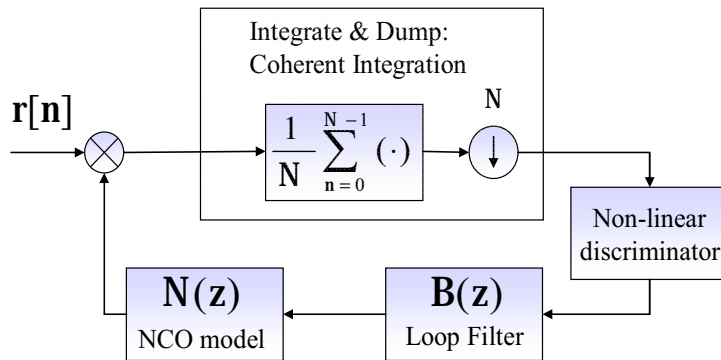 Integrate & Dump:
Coherent Integration
N
r[n]
1/N ∑ n=0 N−1 (·)
↓
Non-linear
discriminator
N(z)
NCO model
B(z)
Loop Filter